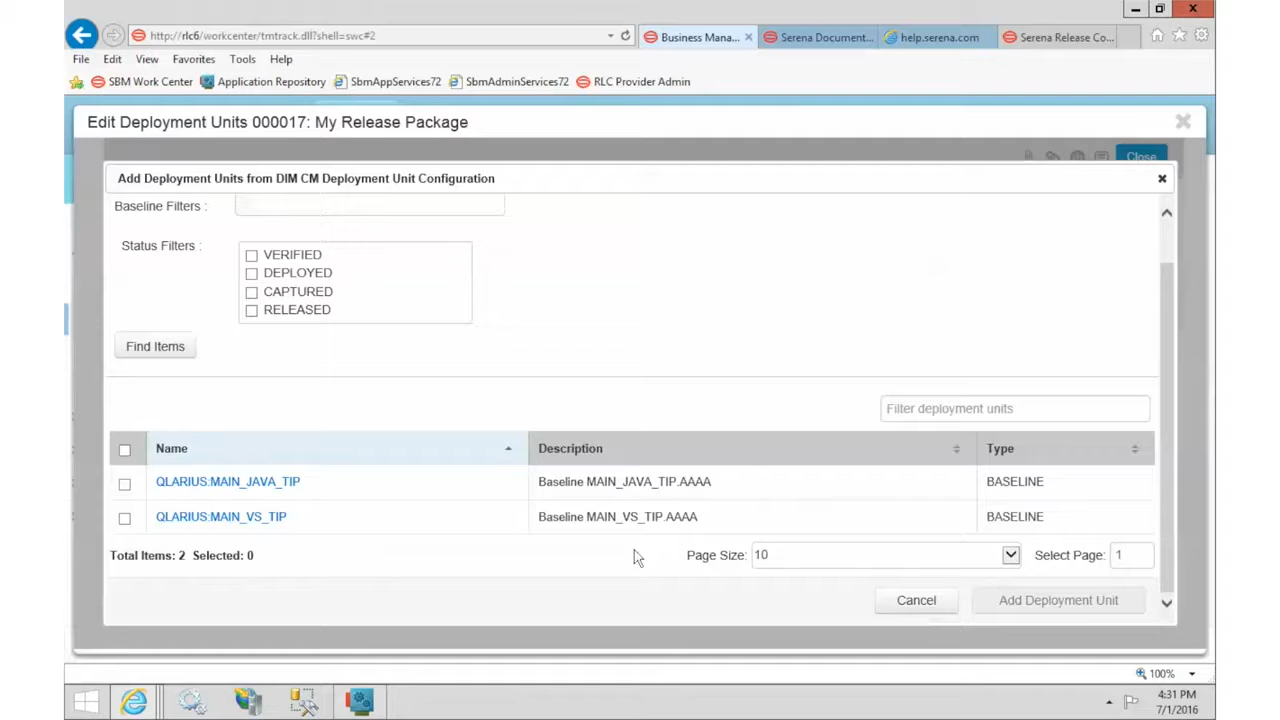 http://rlc6/workcenter/tmtrack.dll?shell=swc#2
Business Mana...
Serena Document...
help.serena.com
Serena Release Co...
File Edit View Favorites Tools Help
SBM Work Center Application Repository SbmAppServices72 SbmAdminServices72 RLC Provider Admin
Edit Deployment Units 000017: My Release Package
Close
Add Deployment Units from DIM CM Deployment Unit Configuration
Baseline Filters :
Status Filters :
VERIFIED
DEPLOYED
CAPTURED
RELEASED
Find Items
Filter deployment units
Name Description Type
QLARIUS:MAIN_JAVA_TIP Baseline MAIN_JAVA_TIP.AAAA BASELINE
QLARIUS:MAIN_VS_TIP Baseline MAIN_VS_TIP.AAAA BASELINE
Total Items: 2 Selected: 0 Page Size: 10 Select Page: 1
Cancel Add Deployment Unit
100%
4:31 PM
7/1/2016